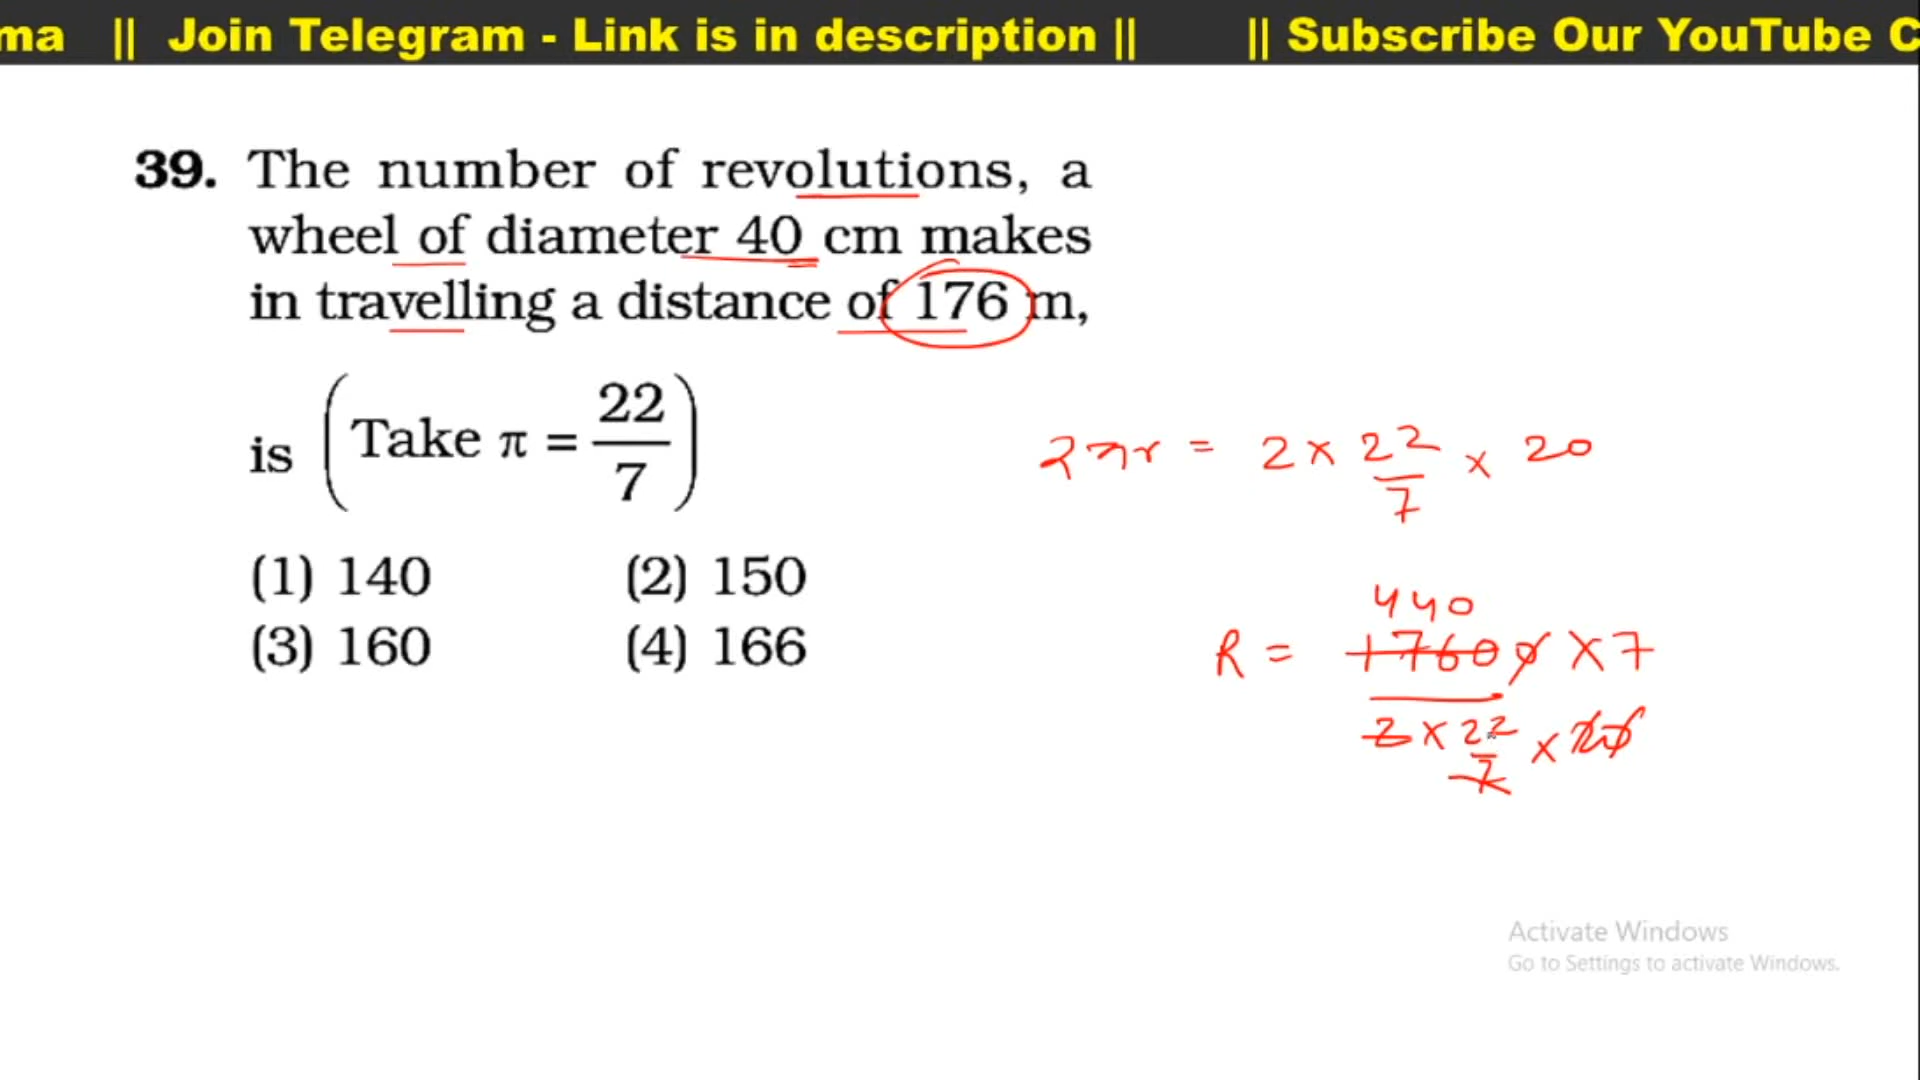 ma || Join Telegram - Link is in description || || Subscribe Our YouTube C
39. The number of revolutions, a
wheel of diameter 40 cm makes
in travelling a distance of 176 m,
is (Take π = 22/7)
(1) 140 (2) 150
(3) 160 (4) 166
2πr = 2 × 22/7 × 20
440
R = 17600 × 7
2 × 22/7 × 20
Activate Windows
Go to Settings to activate Windows.